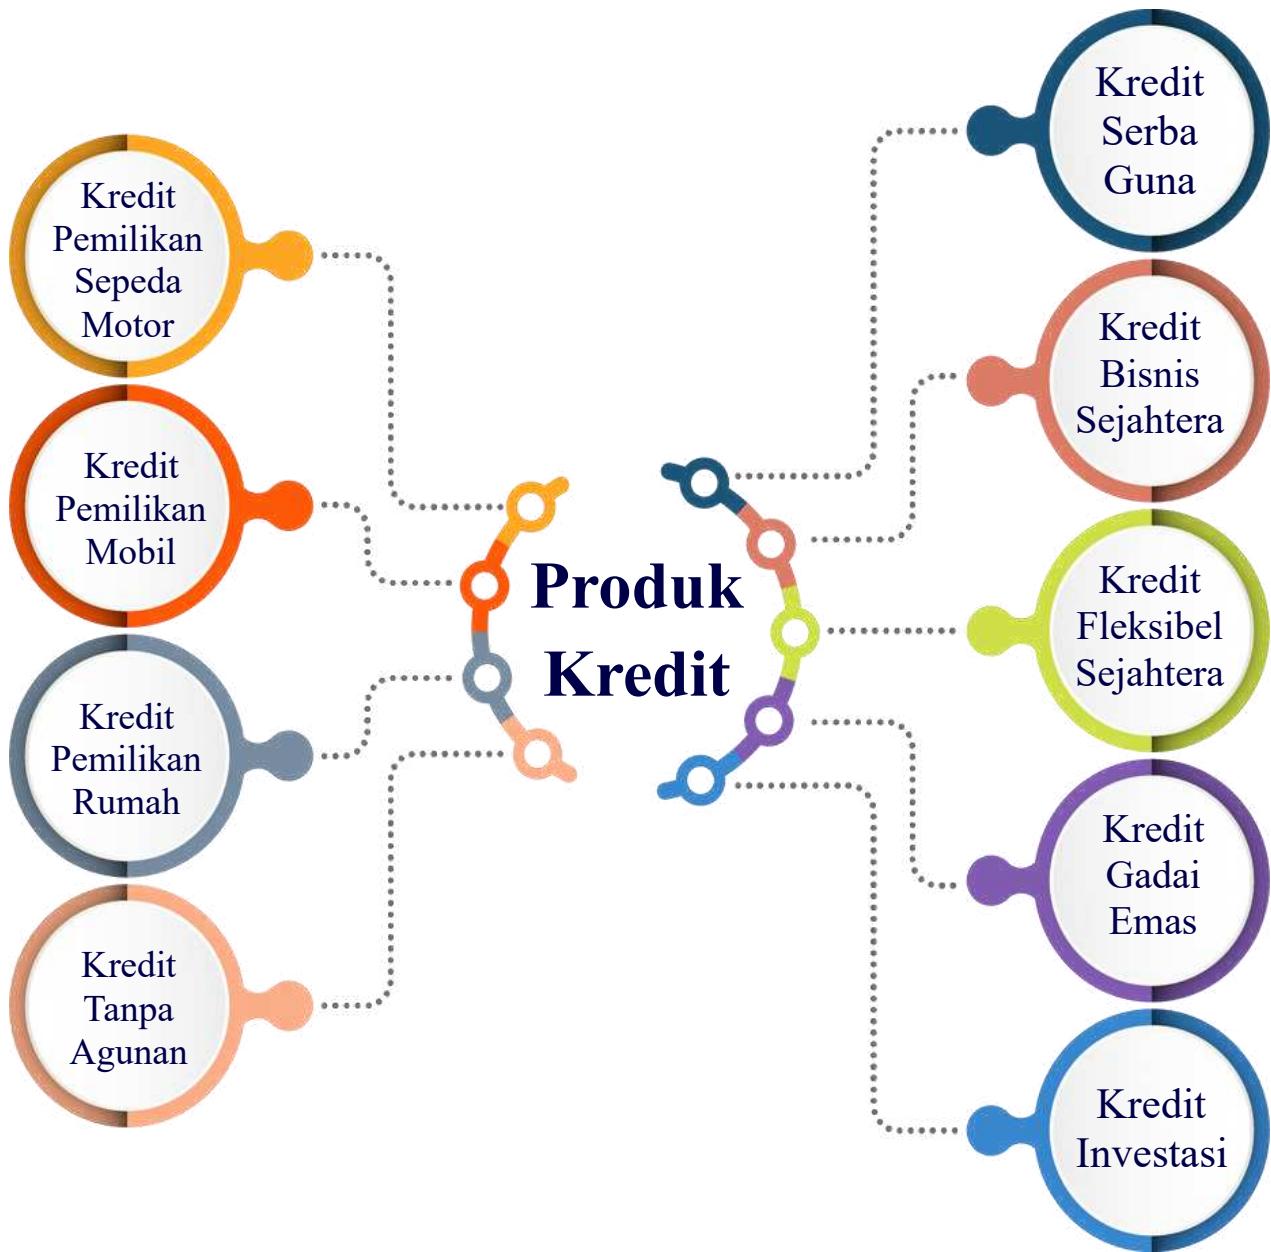 Kredit
Pemilikan
Sepeda
Motor
Kredit
Pemilikan
Mobil
Kredit
Pemilikan
Rumah
Kredit
Tanpa
Agunan
Produk
Kredit
Kredit
Serba
Guna
Kredit
Bisnis
Sejahtera
Kredit
Fleksibel
Sejahtera
Kredit
Gadai
Emas
Kredit
Investasi